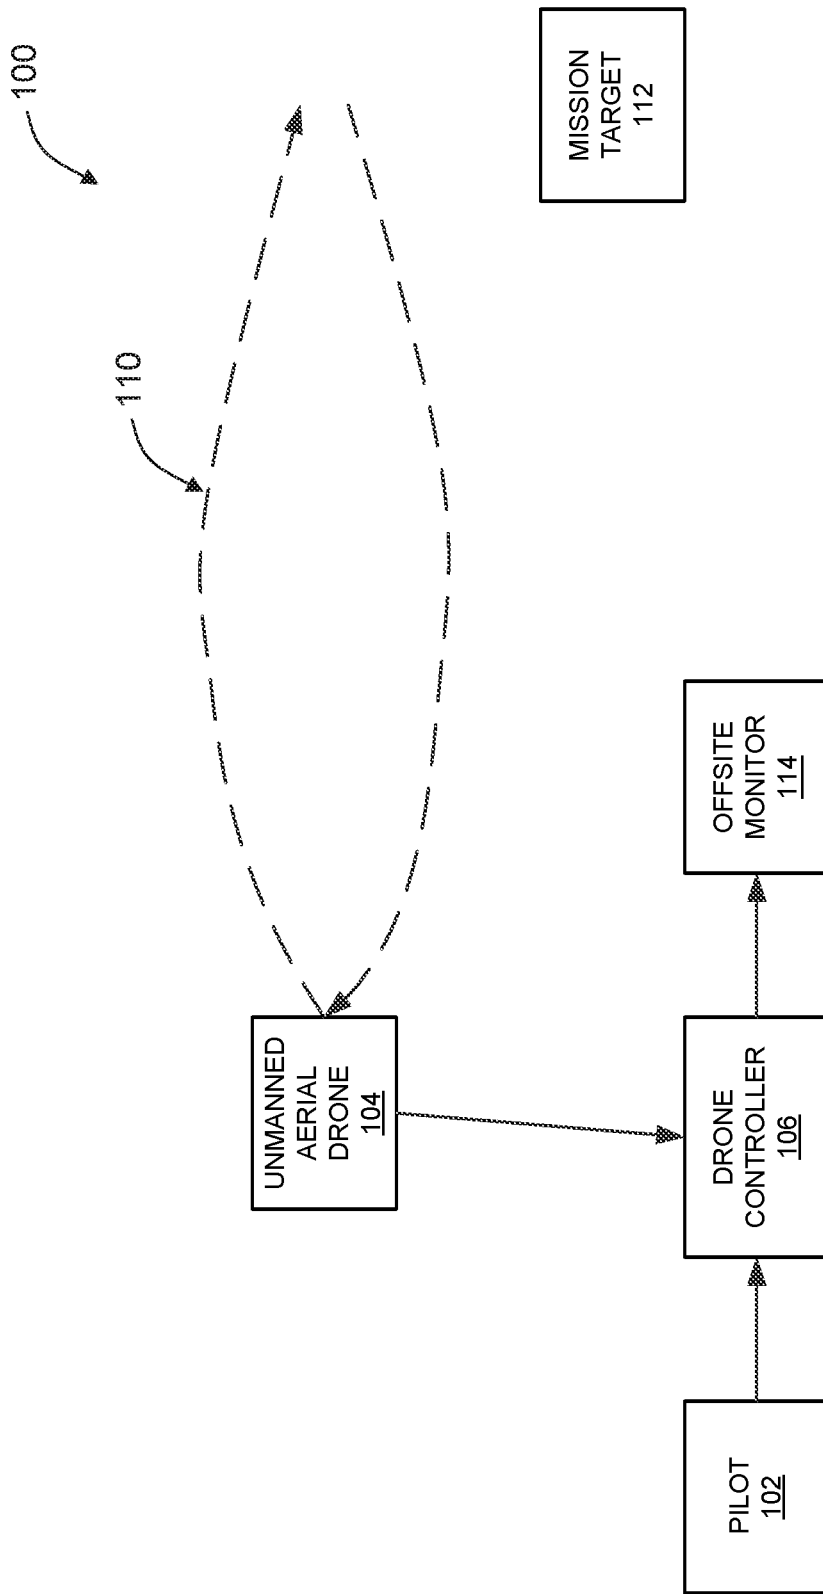 100
110
UNMANNED
AERIAL
DRONE
104
MISSION
TARGET
112
PILOT
102
DRONE
CONTROLLER
106
OFFSITE
MONITOR
114